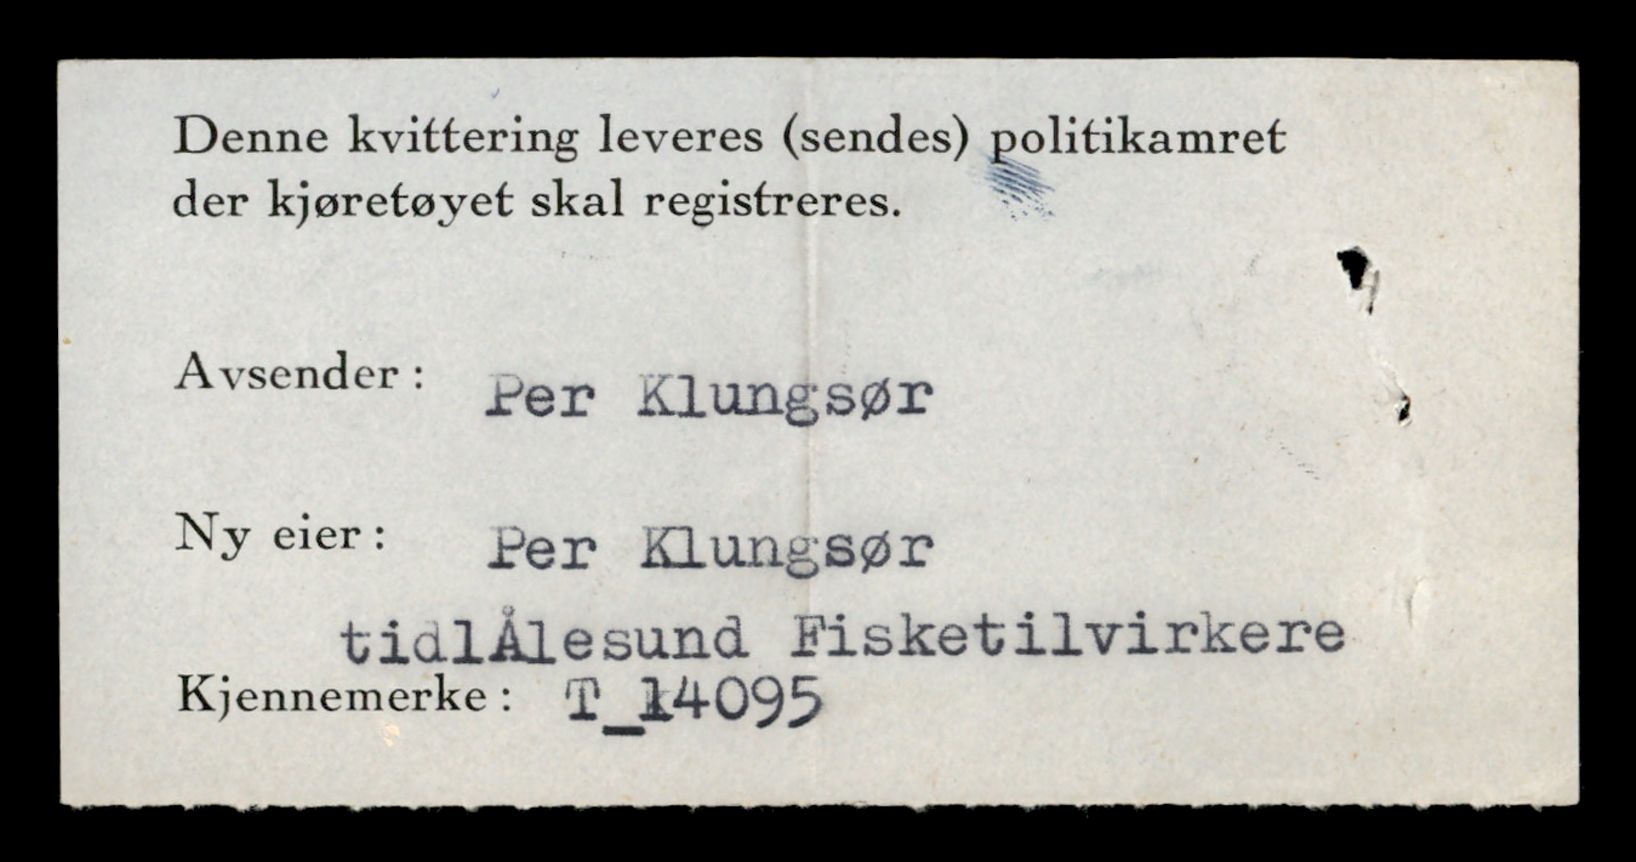 Denne kvittering leveres (sendes) politikamret
der kjøretøyet skal registreres.
Avsender: Per Klungsør
Ny eier: Per Klungsør
tidlÅlesund Fisketilvirkere
Kjennemerke: T_14095